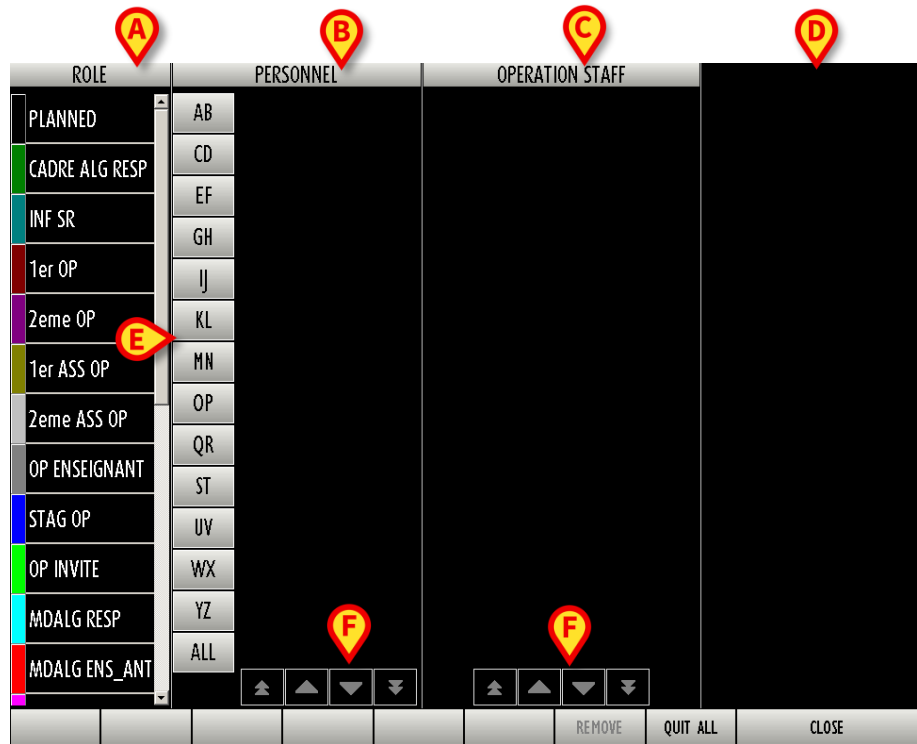 A
B
C
D
ROLE
PERSONNEL
OPERATION STAFF
PLANNED
CADRE ALG RESP
INF SR
1er OP
2eme OP
1er ASS OP
2eme ASS OP
OP ENSEIGNANT
STAG OP
OP INVITE
MDALG RESP
MDALG ENS_ANT
E
AB
CD
EF
GH
IJ
KL
MN
OP
QR
ST
UV
WX
YZ
ALL
F
F
REMOVE
QUIT ALL
CLOSE